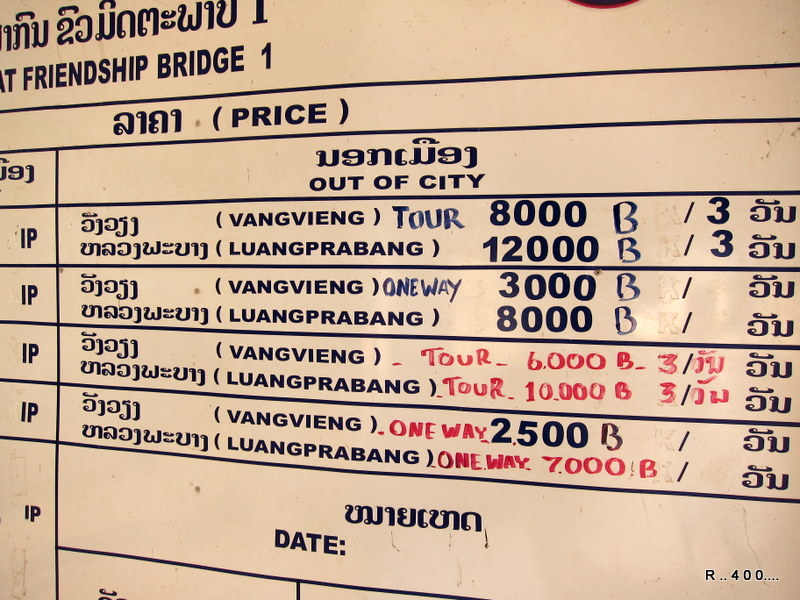 ຂົວມິດຕະພາບ 1
AT FRIENDSHIP BRIDGE 1
ລາຄາ ( PRICE )
ນອກເມືອງ
OUT OF CITY
IP ວັງວຽງ ( VANGVIENG ) TOUR 8000 B / 3 ວັນ
ຫລວງພະບາງ ( LUANGPRABANG ) 12000 B / 3 ວັນ
IP ວັງວຽງ ( VANGVIENG ) ONEWAY 3000 B / ວັນ
ຫລວງພະບາງ ( LUANGPRABANG ) 8000 B / ວັນ
IP ວັງວຽງ ( VANGVIENG ) - TOUR - 6.000 B - 3/ວັນ ວັນ
ຫລວງພະບາງ ( LUANGPRABANG ) TOUR 10.000 B 3/ວັນ ວັນ
IP ວັງວຽງ ( VANGVIENG ) - ONE WAY 2.500 B / ວັນ
ຫລວງພະບາງ ( LUANGPRABANG ) ONE WAY 7.000 B / ວັນ
IP
ໝາຍເຫດ
DATE:
R .. 4 0 0 ....